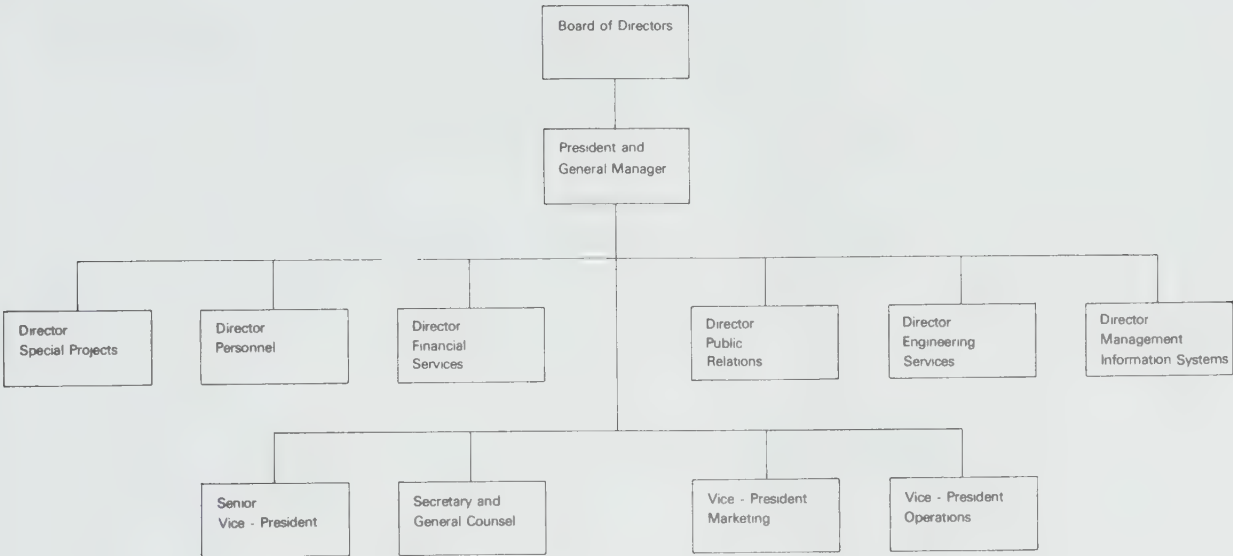 Board of Directors
President and
General Manager
Director
Special Projects
Director
Personnel
Director
Financial
Services
Director
Public
Relations
Director
Engineering
Services
Director
Management
Information Systems
Senior
Vice - President
Secretary and
General Counsel
Vice - President
Marketing
Vice - President
Operations